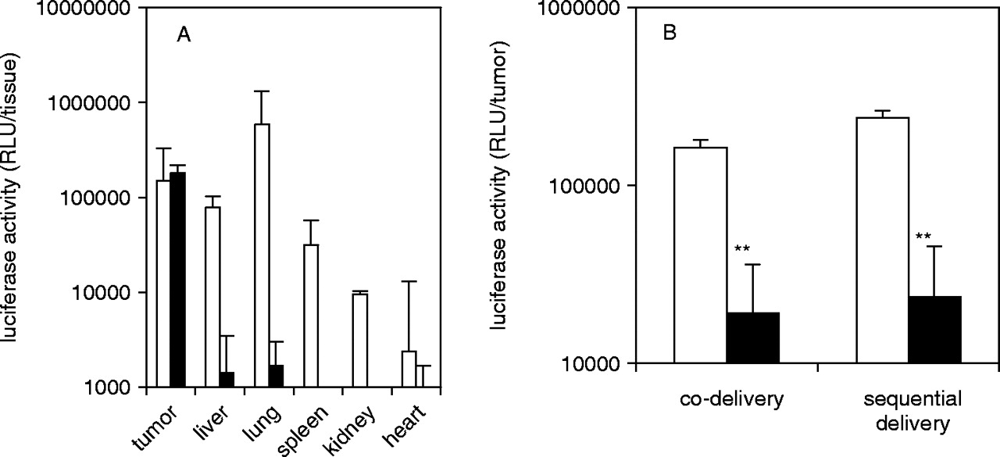 A
luciferase activity (RLU/tissue)
10000000
1000000
100000
10000
1000
tumor
liver
lung
spleen
kidney
heart
B
luciferase activity (RLU/tumor)
1000000
100000
10000
**
**
co-delivery
sequential
delivery